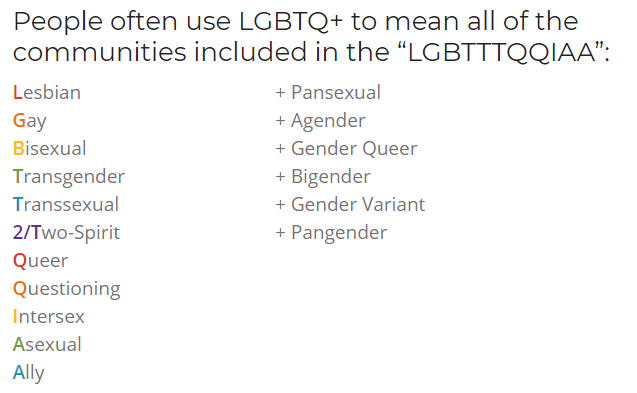 People often use LGBTQ+ to mean all of the
communities included in the “LGBTTTQQIAA”:
Lesbian
Gay
Bisexual
Transgender
Transsexual
2/Two-Spirit
Queer
Questioning
Intersex
Asexual
Ally
+ Pansexual
+ Agender
+ Gender Queer
+ Bigender
+ Gender Variant
+ Pangender